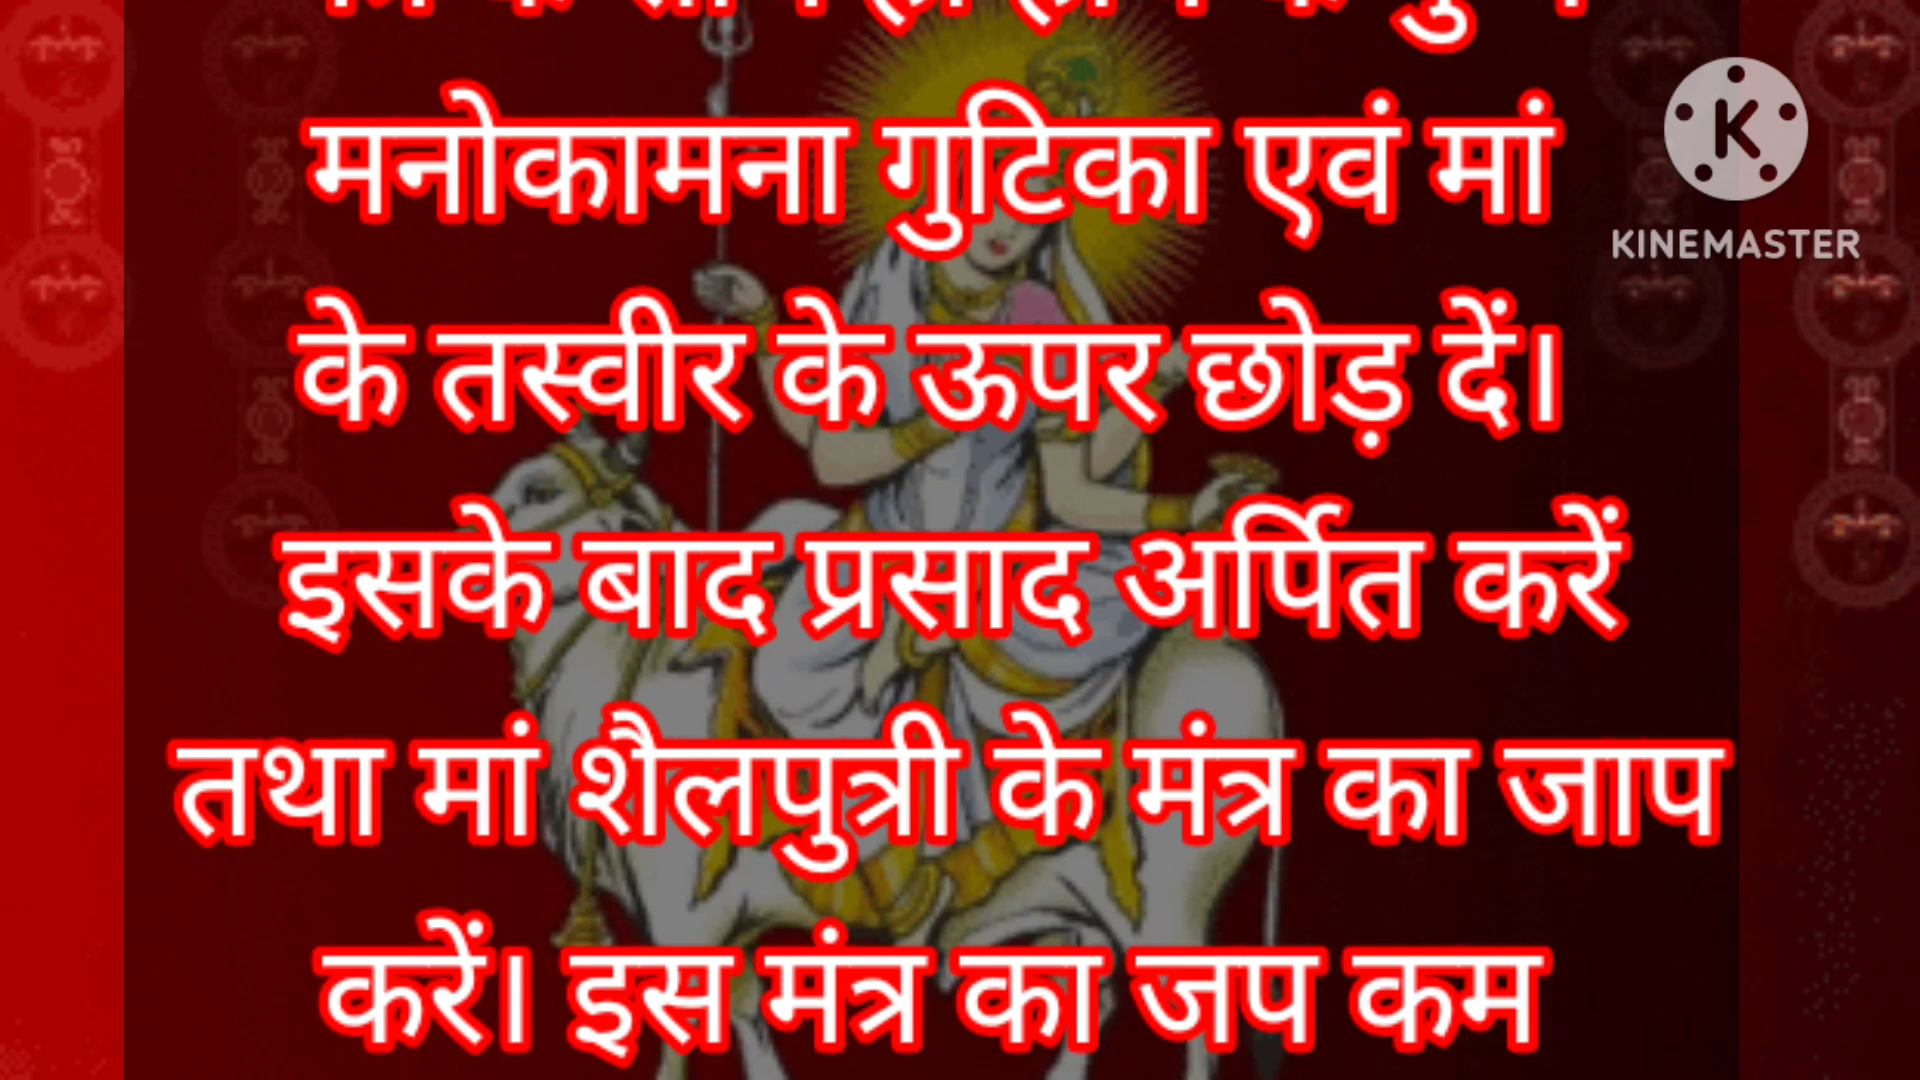 मनोकामना गुटिका एवं मां
के तस्वीर के ऊपर छोड़ दें।
इसके बाद प्रसाद अर्पित करें
तथा मां शैलपुत्री के मंत्र का जाप
करें। इस मंत्र का जप कम
K
KINEMASTER